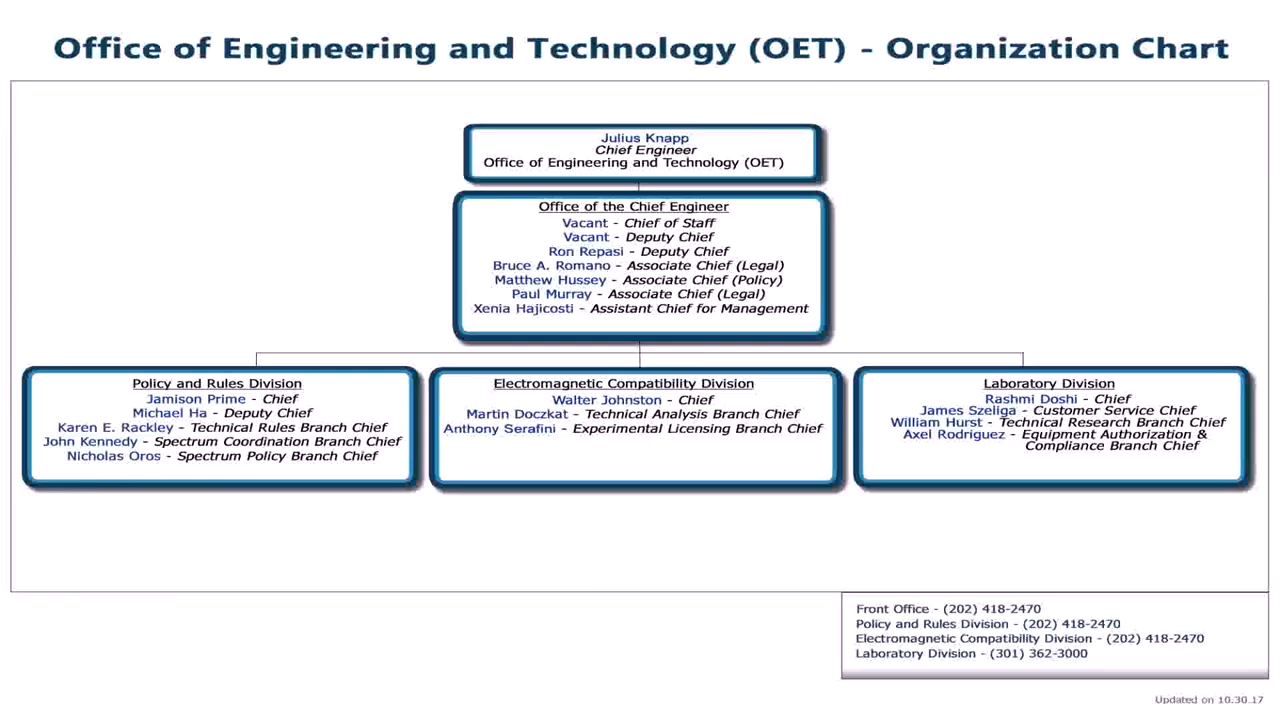 Office of Engineering and Technology (OET) - Organization Chart
Julius Knapp
Chief Engineer
Office of Engineering and Technology (OET)
Office of the Chief Engineer
Vacant - Chief of Staff
Vacant - Deputy Chief
Ron Repasi - Deputy Chief
Bruce A. Romano - Associate Chief (Legal)
Matthew Hussey - Associate Chief (Policy)
Paul Murray - Associate Chief (Legal)
Xenia Hajicosti - Assistant Chief for Management
Policy and Rules Division
Jamison Prime - Chief
Michael Ha - Deputy Chief
Karen E. Rackley - Technical Rules Branch Chief
John Kennedy - Spectrum Coordination Branch Chief
Nicholas Oros - Spectrum Policy Branch Chief
Electromagnetic Compatibility Division
Walter Johnston - Chief
Martin Doczkat - Technical Analysis Branch Chief
Anthony Serafini - Experimental Licensing Branch Chief
Laboratory Division
Rashmi Doshi - Chief
James Szeliga - Customer Service Chief
William Hurst - Technical Research Branch Chief
Axel Rodriguez - Equipment Authorization &
Compliance Branch Chief
Front Office - (202) 418-2470
Policy and Rules Division - (202) 418-2470
Electromagnetic Compatibility Division - (202) 418-2470
Laboratory Division - (301) 362-3000
Updated on 10.30.17